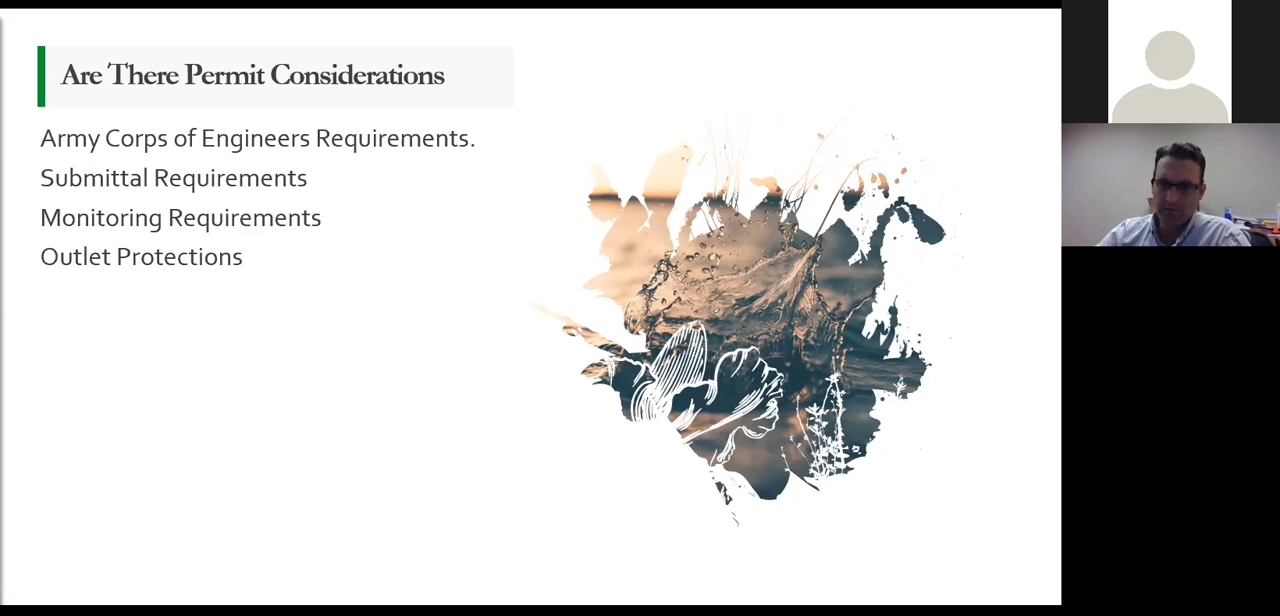 Are There Permit Considerations
Army Corps of Engineers Requirements.
Submittal Requirements
Monitoring Requirements
Outlet Protections